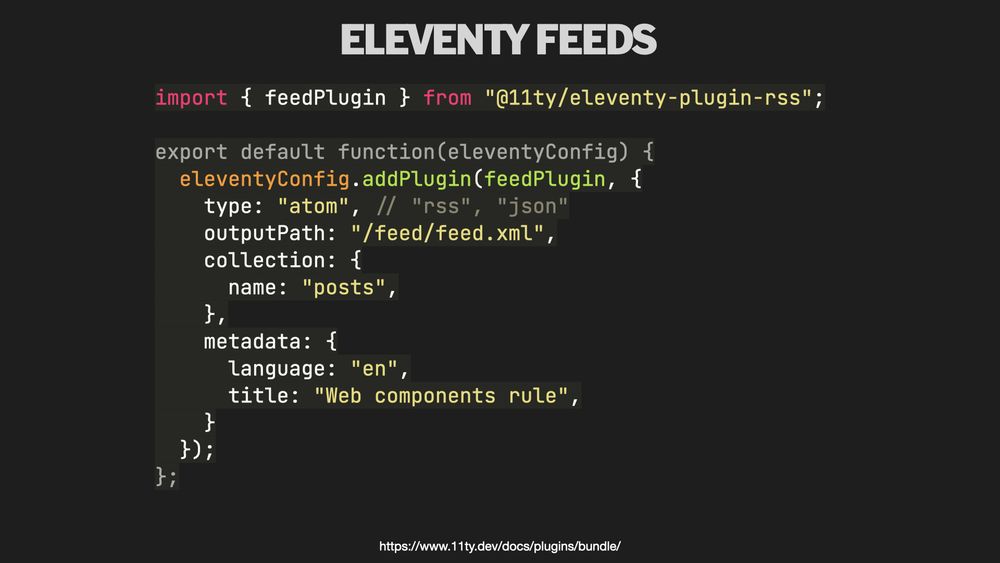 ELEVENTY FEEDS
import { feedPlugin } from "@11ty/eleventy-plugin-rss";
export default function(eleventyConfig) {
  eleventyConfig.addPlugin(feedPlugin, {
    type: "atom", // "rss", "json"
    outputPath: "/feed/feed.xml",
    collection: {
      name: "posts",
    },
    metadata: {
      language: "en",
      title: "Web components rule",
    }
  });
};
https://www.11ty.dev/docs/plugins/bundle/